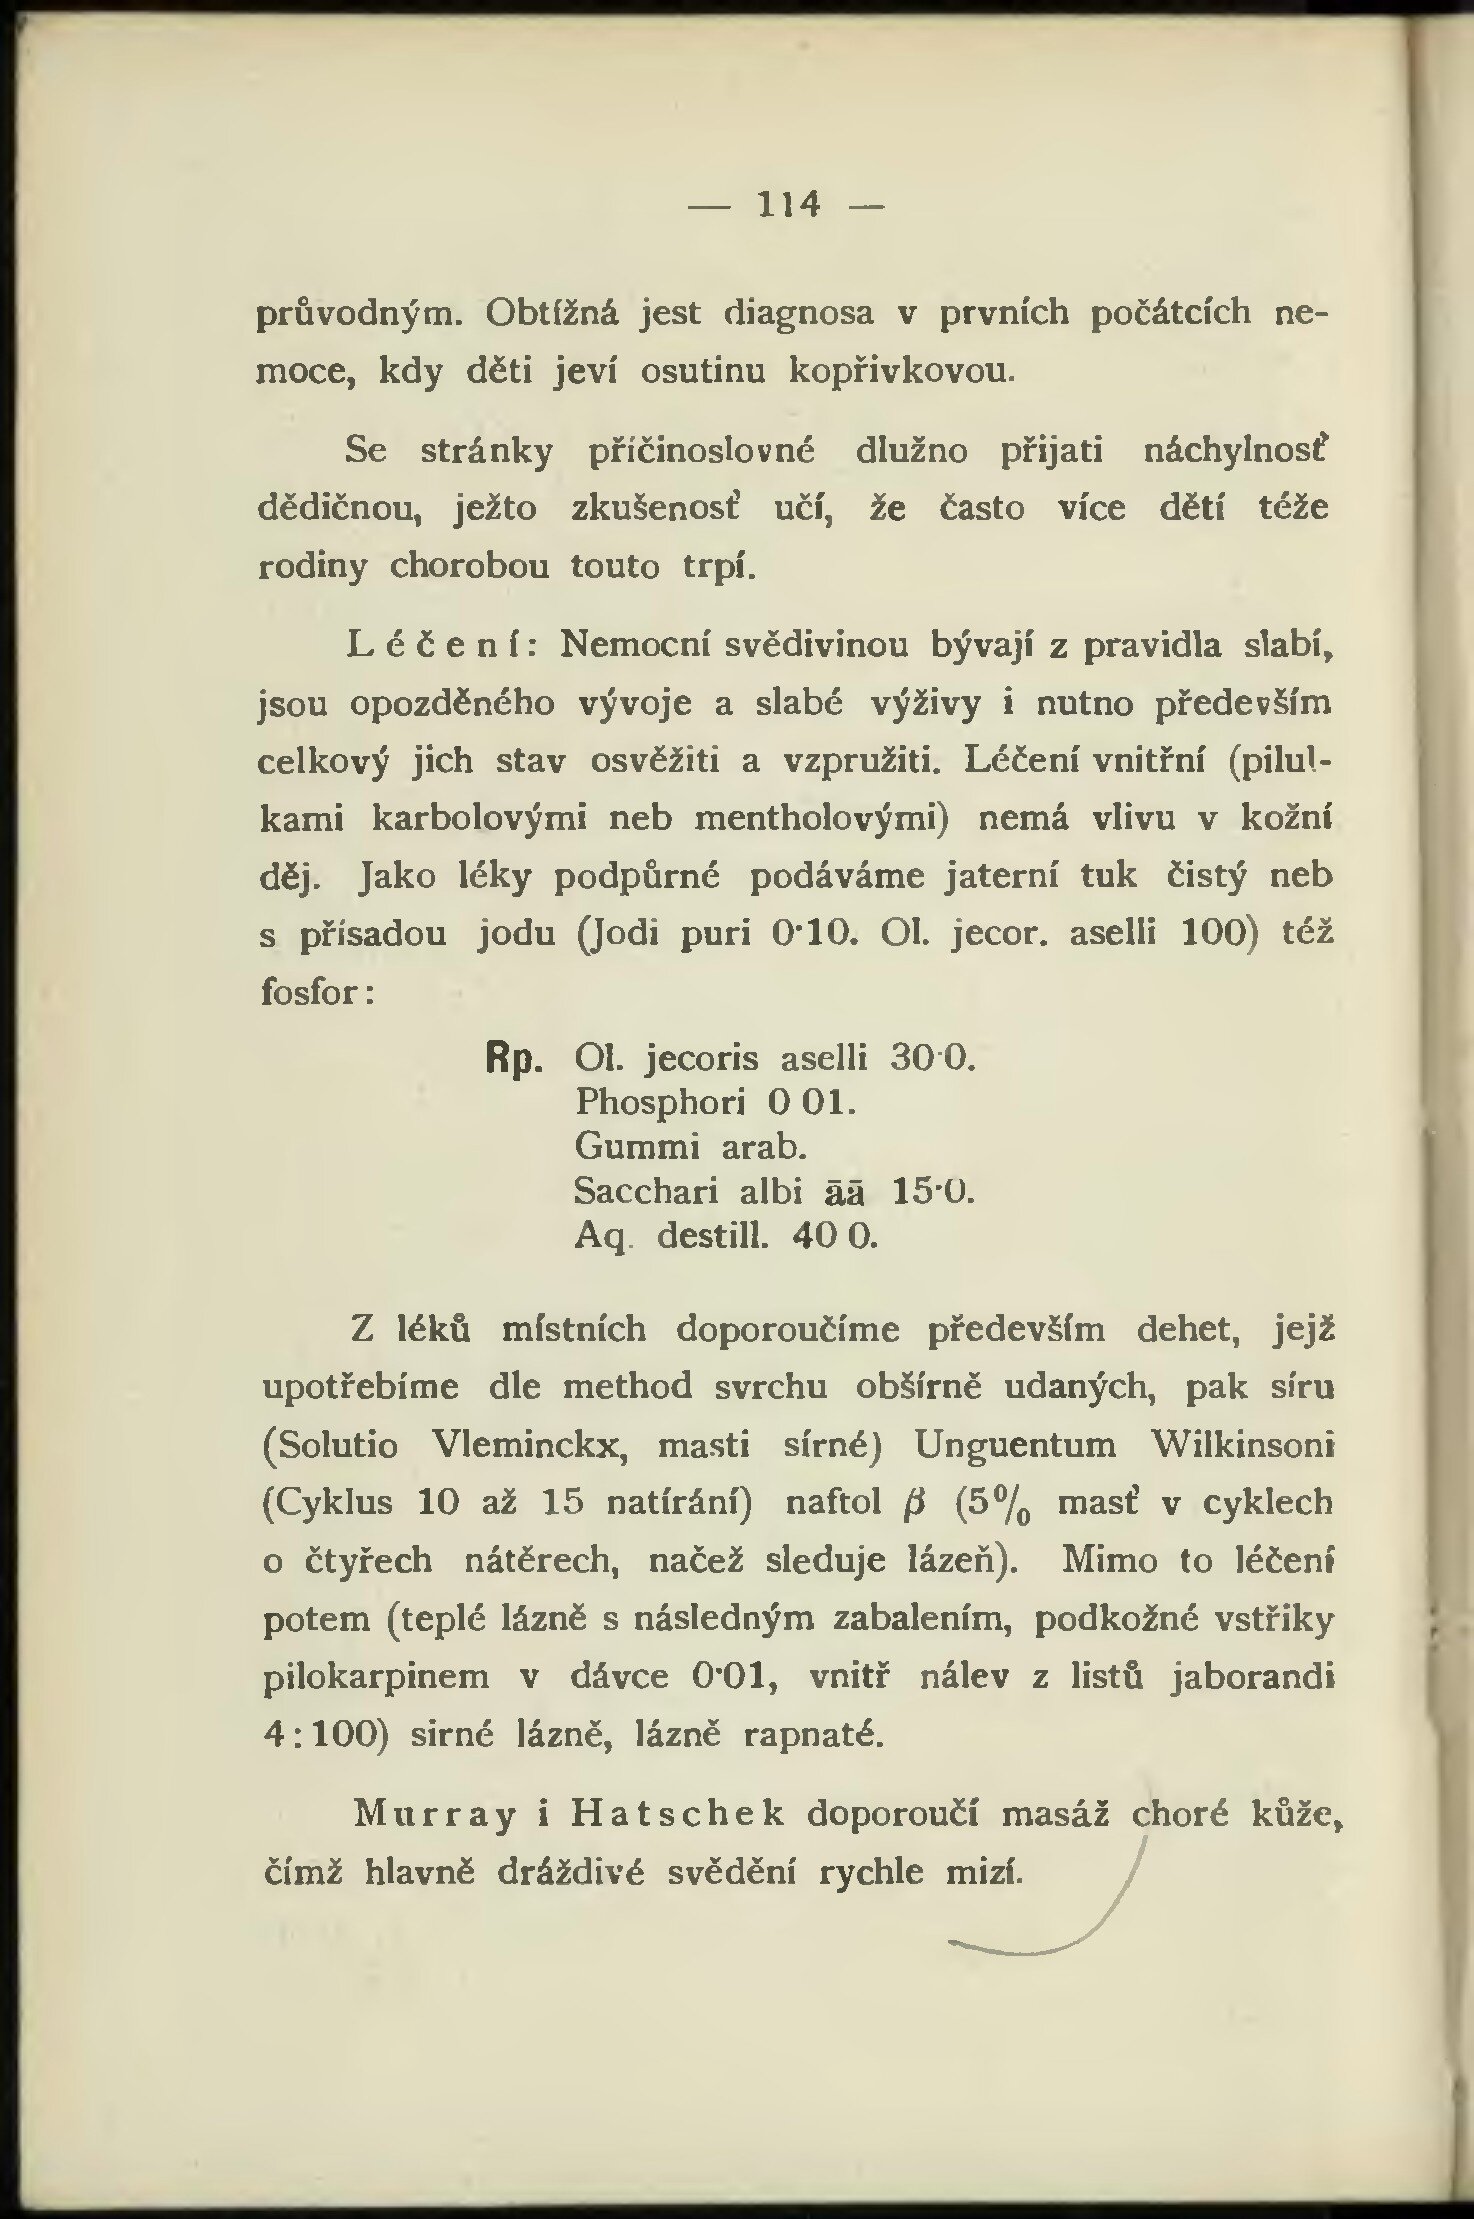 — 114 —
průvodným. Obtížná jest diagnosa v prvních počátcích ne-
moce, kdy děti jeví osutinu kopřivkovou.
Se stránky příčinoslovné dlužno přijati náchylnosť
dědičnou, ježto zkušenosť učí, že často více dětí téže
rodiny chorobou touto trpí.
Léčení: Nemocní svědivinou bývají z pravidla slabí,
jsou opozděného vývoje a slabé výživy i nutno především
celkový jich stav osvěžiti a vzpružiti. Léčení vnitřní (pilul-
kami karbolovými neb mentholovými) nemá vlivu v kožní
děj. Jako léky podpůrné podáváme jaterní tuk čistý neb
s přísadou jodu (Jodi puri 0·10. Ol. jecor. aselli 100) též
fosfor:
Rp. Ol. jecoris aselli 30·0.
Phosphori 0 01.
Gummi arab.
Sacchari albi āā 15·0.
Aq. destill. 40 0.
Z léků místních doporoučíme především dehet, jejž
upotřebíme dle method svrchu obšírně udaných, pak síru
(Solutio Vleminckx, masti sírné) Unguentum Wilkinsoni
(Cyklus 10 až 15 natírání) naftol β (5% masť v cyklech
o čtyřech nátěrech, načež sleduje lázeň). Mimo to léčení
potem (teplé lázně s následným zabalením, podkožné vstřiky
pilokarpinem v dávce 0·01, vnitř nálev z listů jaborandi
4:100) sirné lázně, lázně rapnaté.
Murray i Hatschek doporoučí masáž choré kůže,
čímž hlavně dráždivé svědění rychle mizí.